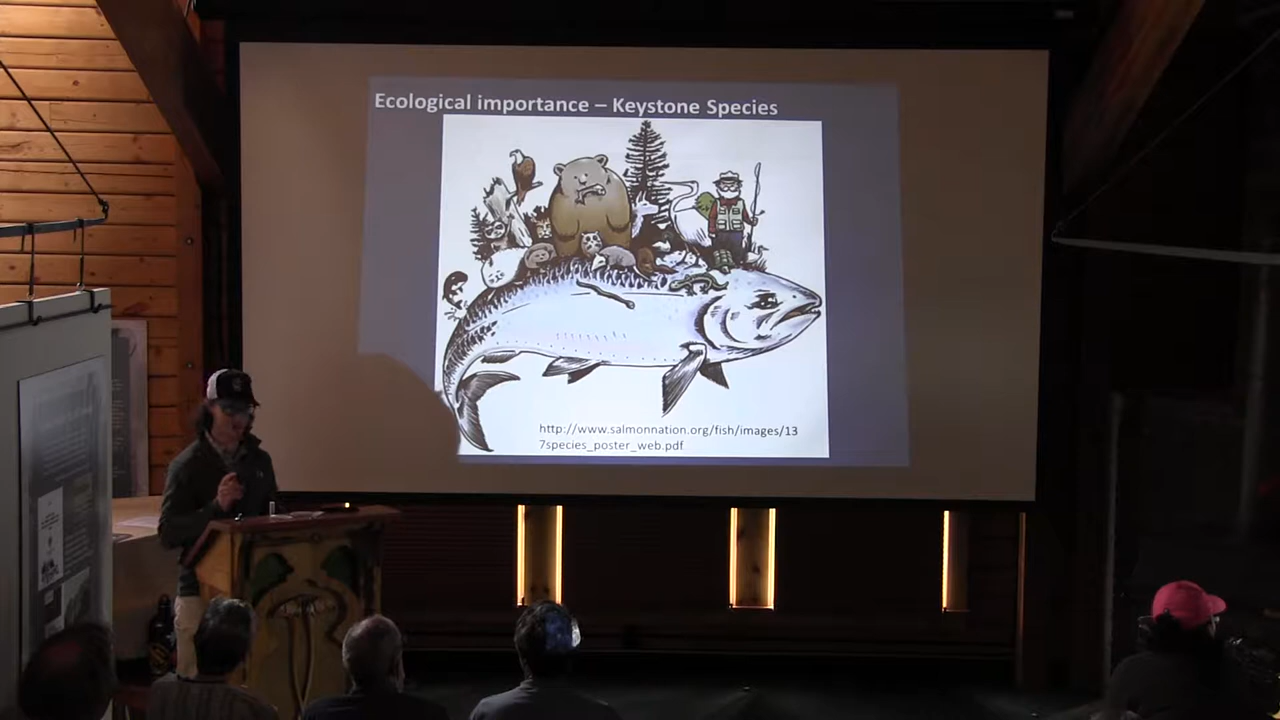 Ecological importance – Keystone Species
http://www.salmonnation.org/fish/images/13
7species_poster_web.pdf